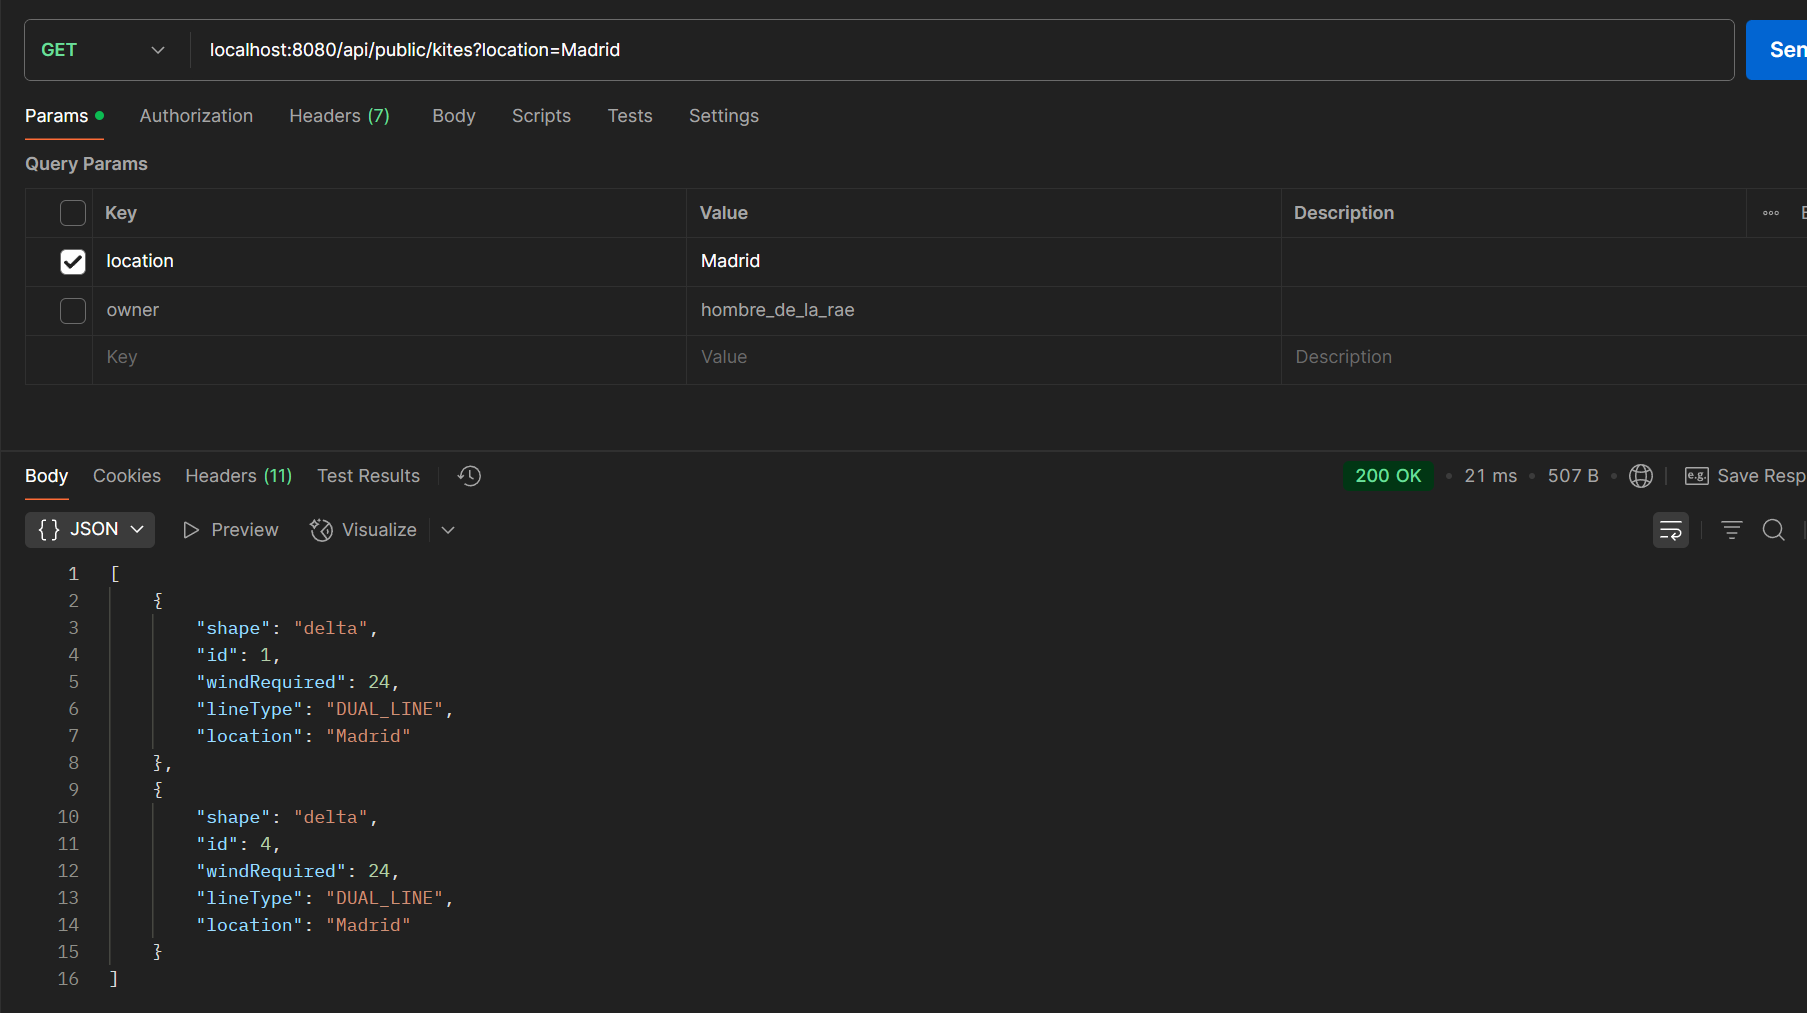 GET localhost:8080/api/public/kites?location=Madrid Sen
Params Authorization Headers (7) Body Scripts Tests Settings
Query Params
Key Value Description
location Madrid
owner hombre_de_la_rae
Key Value Description
Body Cookies Headers (11) Test Results 200 OK 21 ms 507 B e.g. Save Resp
{} JSON Preview Visualize
1 [
2 {
3 "shape": "delta",
4 "id": 1,
5 "windRequired": 24,
6 "lineType": "DUAL_LINE",
7 "location": "Madrid"
8 },
9 {
10 "shape": "delta",
11 "id": 4,
12 "windRequired": 24,
13 "lineType": "DUAL_LINE",
14 "location": "Madrid"
15 }
16 ]